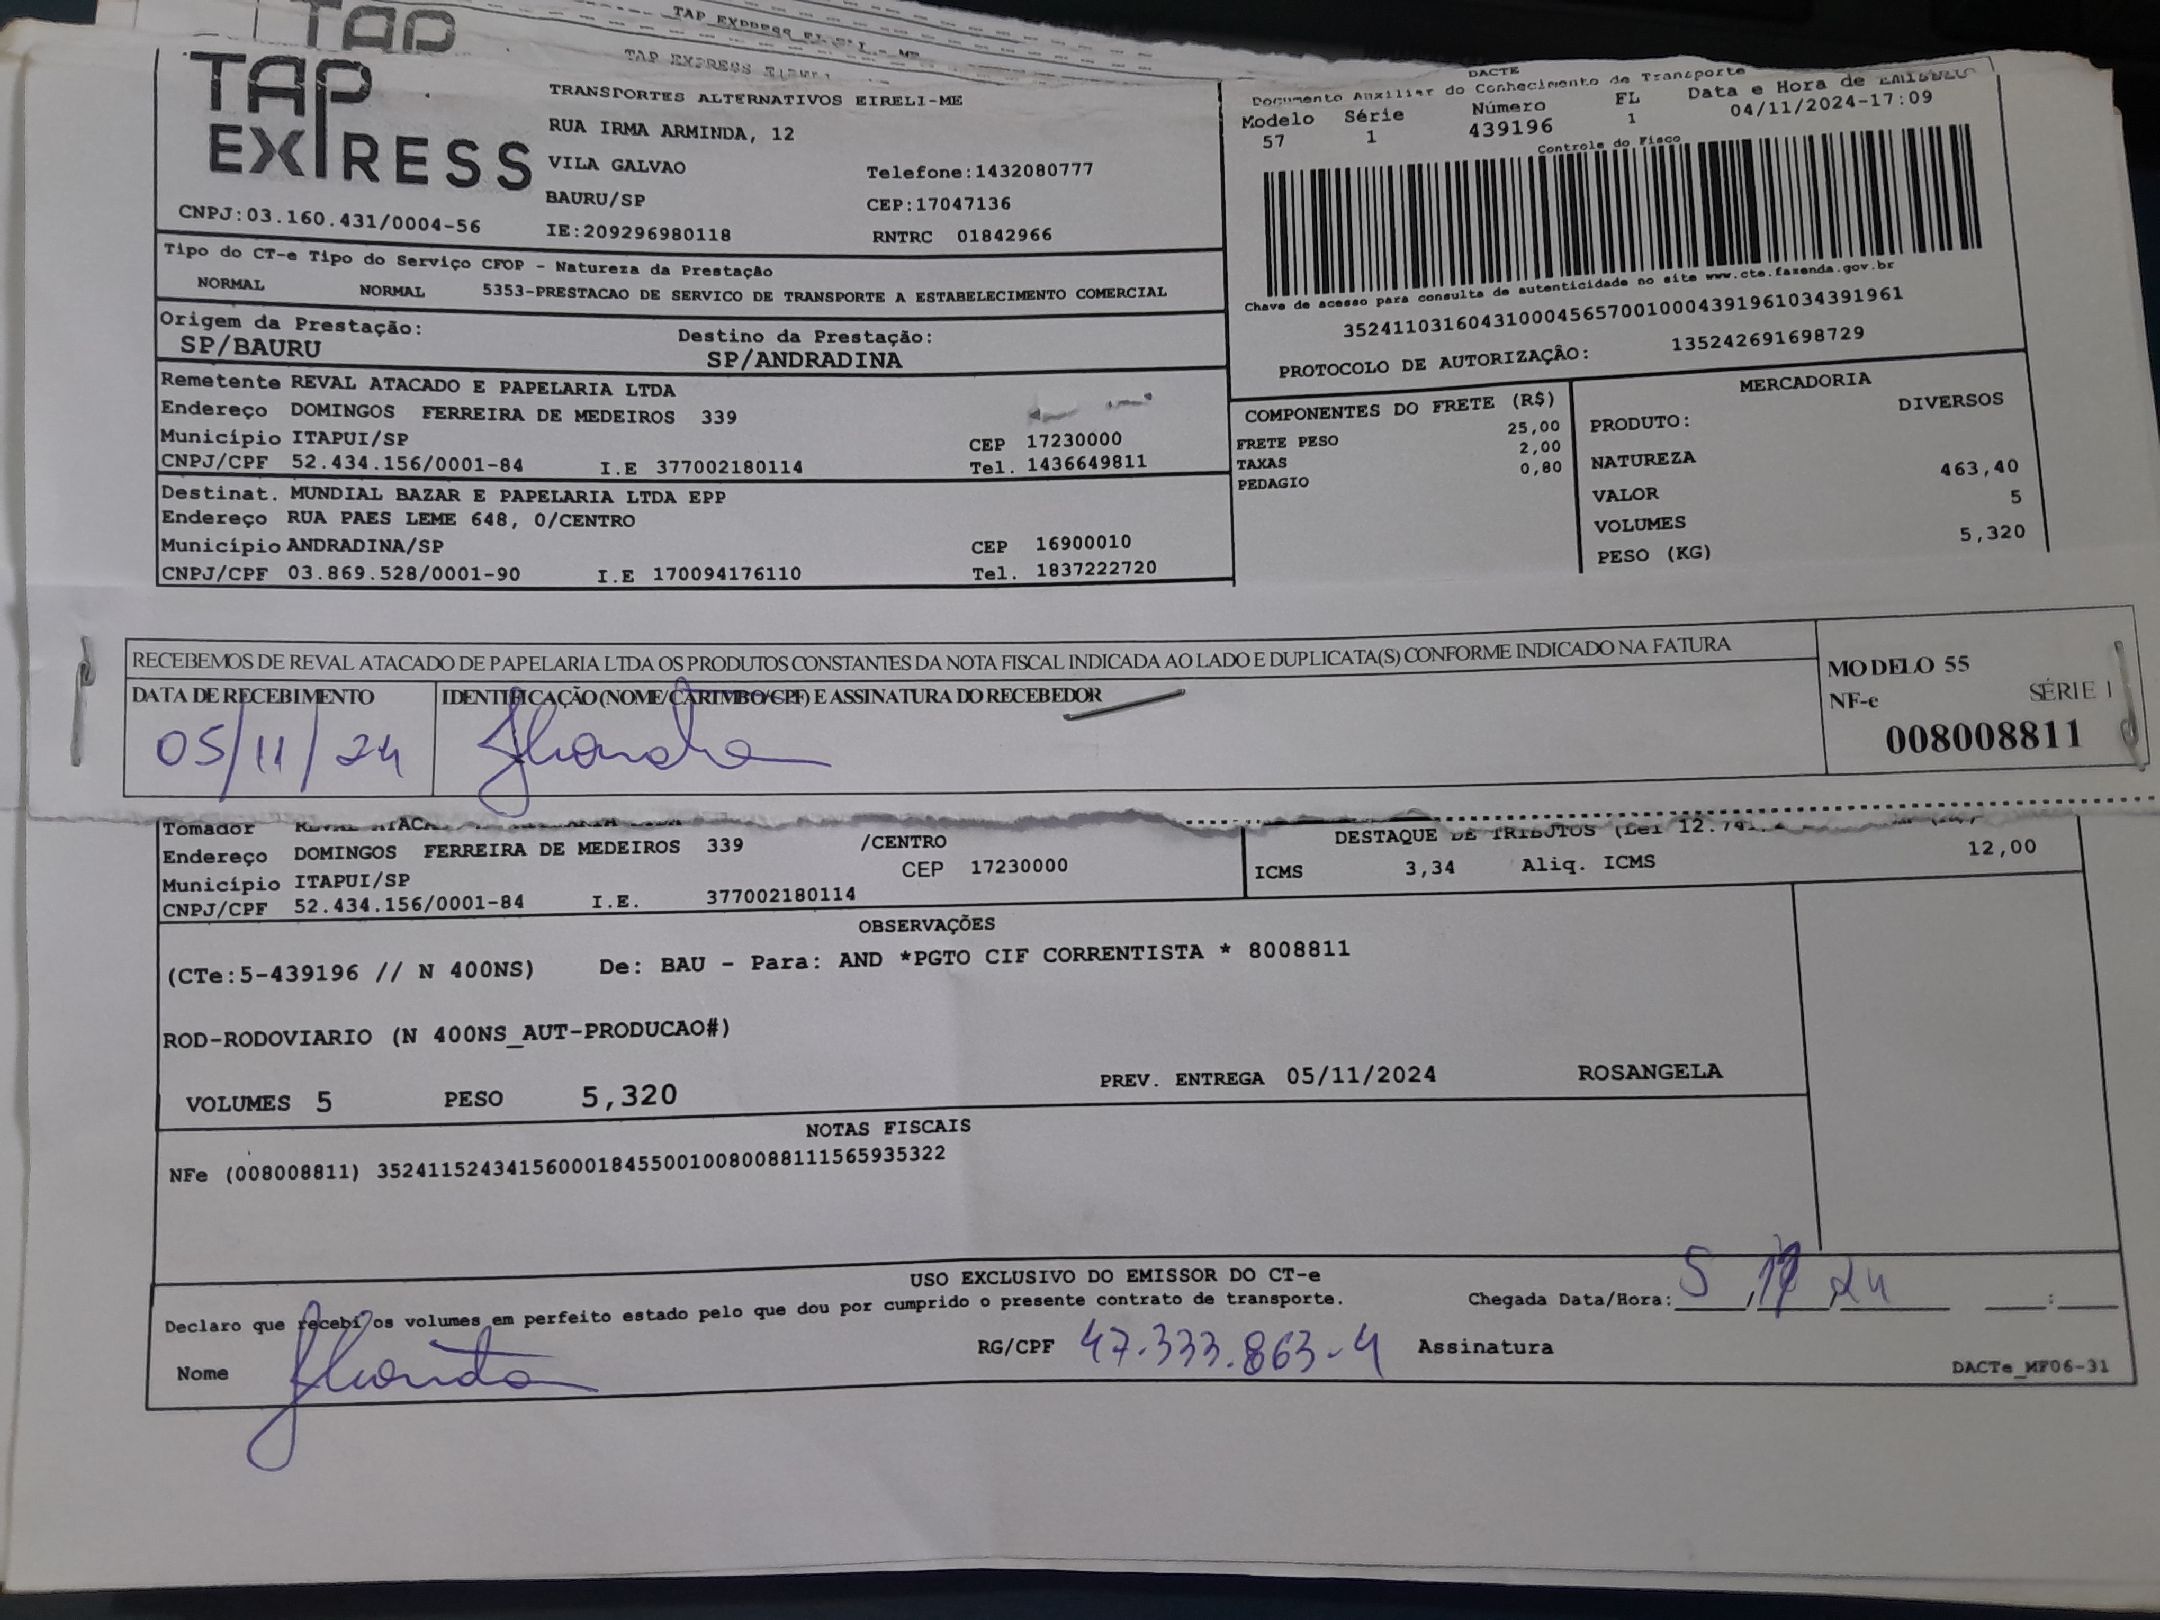 TAP
TAP EXPRESS
TAP EXPRESS
TAP EXPRESS
TRANSPORTES ALTERNATIVOS EIRELI-ME
RUA IRMA ARMINDA, 12
VILA GALVAO Telefone:1432080777
BAURU/SP CEP:17047136
CNPJ:03.160.431/0004-56 IE:209296980118 RNTRC 01842966
DACTE
Documento Auxiliar do Conhecimento de Transporte
Modelo Série Número FL Data e Hora de
57 1 439196 1 04/11/2024-17:09
Controle do Fisco
Chave de acesso para consulta de autenticidade no site www.cte.fazenda.gov.br
35241103160431000456570010004391961034391961
PROTOCOLO DE AUTORIZAÇÃO: 135242691698729
Tipo do CT-e Tipo do Serviço CFOP - Natureza da Prestação
NORMAL NORMAL 5353-PRESTACAO DE SERVICO DE TRANSPORTE A ESTABELECIMENTO COMERCIAL
Origem da Prestação: Destino da Prestação:
SP/BAURU SP/ANDRADINA
Remetente REVAL ATACADO E PAPELARIA LTDA
Endereço DOMINGOS FERREIRA DE MEDEIROS 339
Município ITAPUI/SP CEP 17230000
CNPJ/CPF 52.434.156/0001-84 I.E 377002180114 Tel. 1436649811
Destinat. MUNDIAL BAZAR E PAPELARIA LTDA EPP
Endereço RUA PAES LEME 648, 0/CENTRO
Município ANDRADINA/SP CEP 16900010
CNPJ/CPF 03.869.528/0001-90 I.E 170094176110 Tel. 1837222720
COMPONENTES DO FRETE (R$)
FRETE PESO 25,00
TAXAS 2,00
PEDAGIO 0,80
MERCADORIA
PRODUTO: DIVERSOS
NATUREZA
VALOR 463,40
VOLUMES 5
PESO (KG) 5,320
RECEBEMOS DE REVAL ATACADO DE PAPELARIA LTDA OS PRODUTOS CONSTANTES DA NOTA FISCAL INDICADA AO LADO E DUPLICATA(S) CONFORME INDICADO NA FATURA
DATA DE RECEBIMENTO IDENTIFICAÇÃO (NOME/CARIMBO/CPF) E ASSINATURA DO RECEBEDOR
05/11/24
MODELO 55
NF-e SÉRIE 1
008008811
Tomador
Endereço DOMINGOS FERREIRA DE MEDEIROS 339 /CENTRO
Município ITAPUI/SP CEP 17230000
CNPJ/CPF 52.434.156/0001-84 I.E. 377002180114
DESTAQUE DE TRIBUTOS (Lei 12.741
ICMS 3,34 Aliq. ICMS 12,00
OBSERVAÇÕES
(CTe:5-439196 // N 400NS) De: BAU - Para: AND *PGTO CIF CORRENTISTA * 8008811
ROD-RODOVIARIO (N 400NS_AUT-PRODUCAO#)
VOLUMES 5 PESO 5,320 PREV. ENTREGA 05/11/2024 ROSANGELA
NOTAS FISCAIS
NFe (008008811) 35241152434156000184550010080088111565935322
USO EXCLUSIVO DO EMISSOR DO CT-e
Declaro que recebi os volumes em perfeito estado pelo que dou por cumprido o presente contrato de transporte. Chegada Data/Hora: 5 11 24 :
Nome RG/CPF 47.333.863-4 Assinatura
DACTe_MF06-31